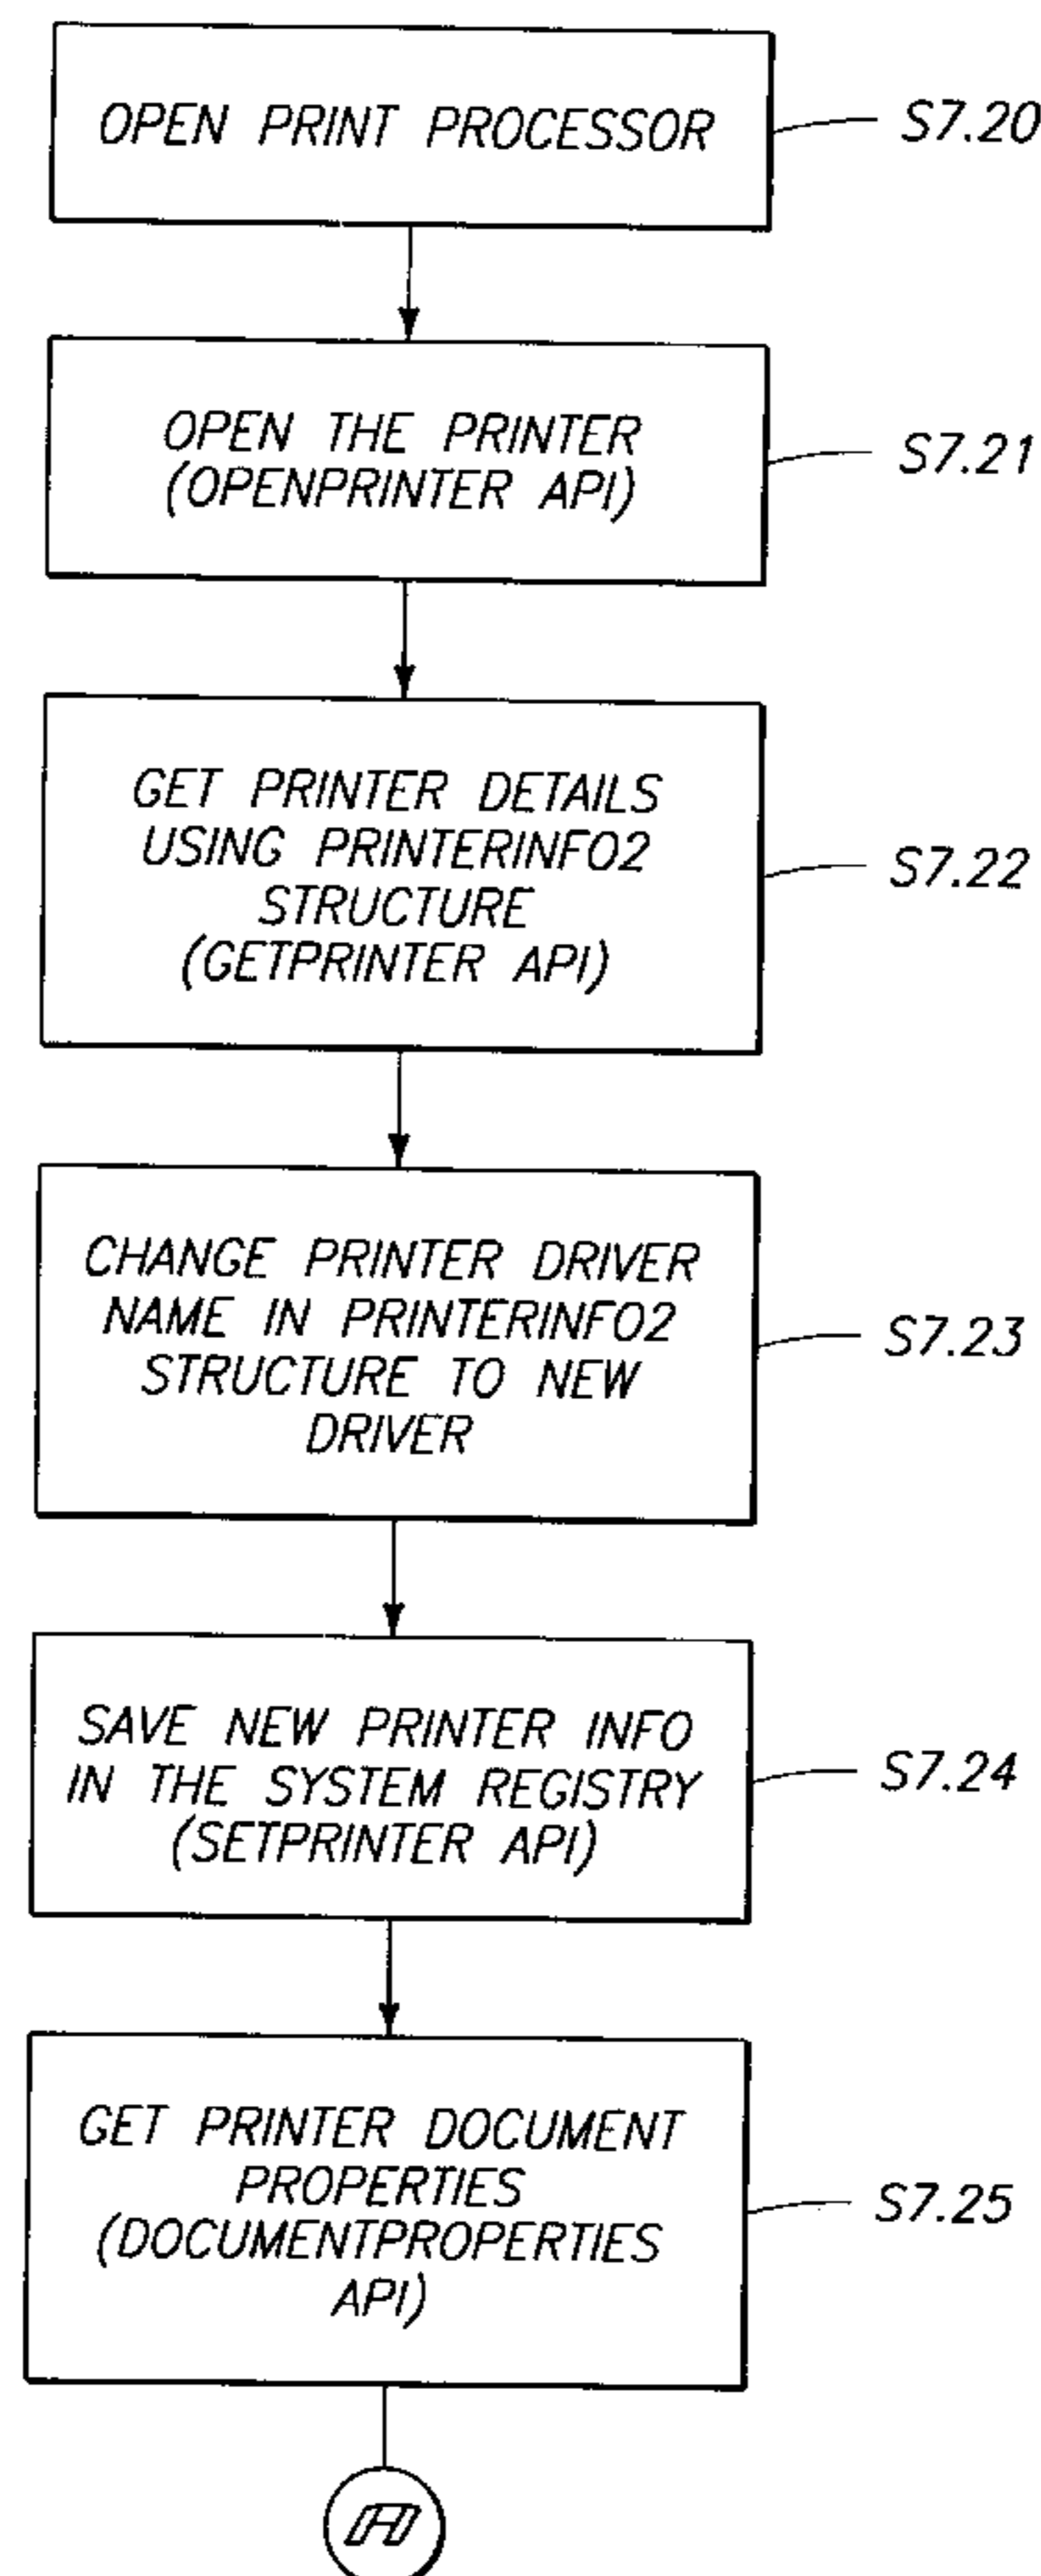 OPEN PRINT PROCESSOR
S7.20
OPEN THE PRINTER
(OPENPRINTER API)
S7.21
GET PRINTER DETAILS
USING PRINTERINFO2
STRUCTURE
(GETPRINTER API)
S7.22
CHANGE PRINTER DRIVER
NAME IN PRINTERINFO2
STRUCTURE TO NEW
DRIVER
S7.23
SAVE NEW PRINTER INFO
IN THE SYSTEM REGISTRY
(SETPRINTER API)
S7.24
GET PRINTER DOCUMENT
PROPERTIES
(DOCUMENTPROPERTIES
API)
S7.25
H